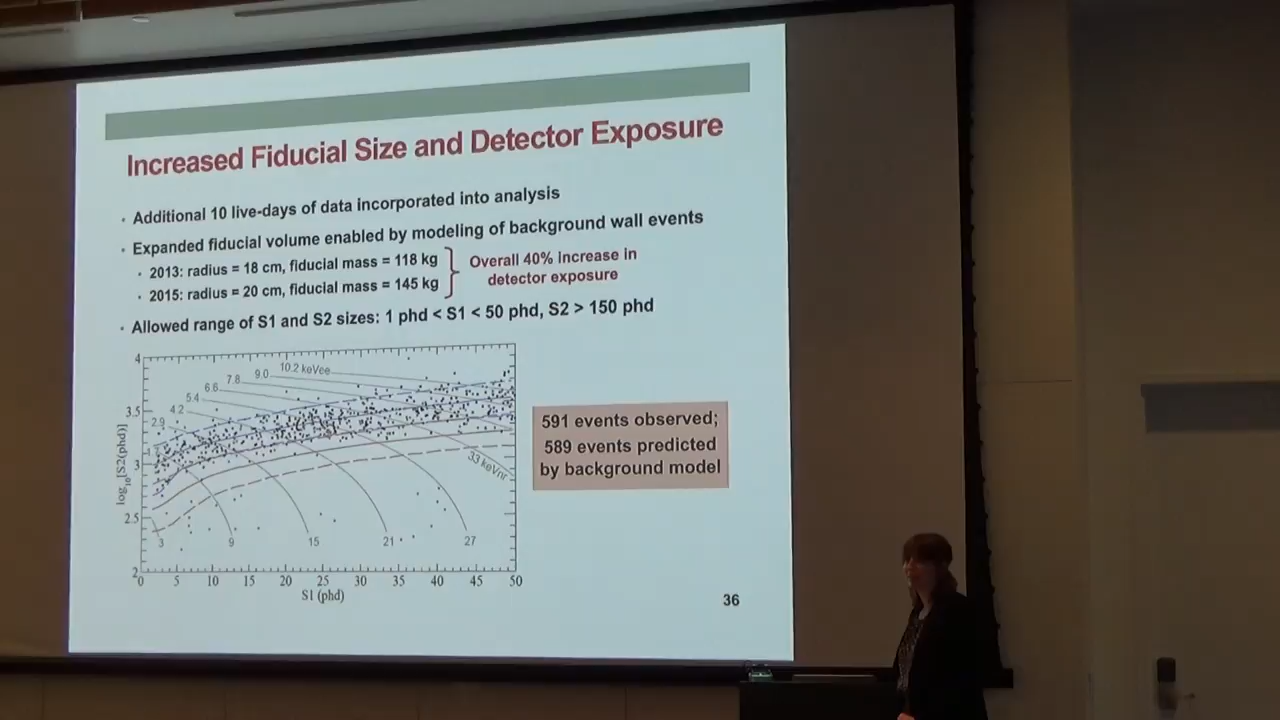 Increased Fiducial Size and Detector Exposure
• Additional 10 live-days of data incorporated into analysis
• Expanded fiducial volume enabled by modeling of background wall events
• 2013: radius = 18 cm, fiducial mass = 118 kg
• 2015: radius = 20 cm, fiducial mass = 145 kg
Overall 40% increase in
detector exposure
• Allowed range of S1 and S2 sizes: 1 phd < S1 < 50 phd, S2 > 150 phd
log10[S2(phd)]
4
3.5
3
2.5
2
2.9
4.2
5.4
6.6
7.8
9.0
10.2 keVee
33 keVnr
3
9
15
21
27
0
5
10
15
20
25
30
35
40
45
50
S1 (phd)
591 events observed;
589 events predicted
by background model
36